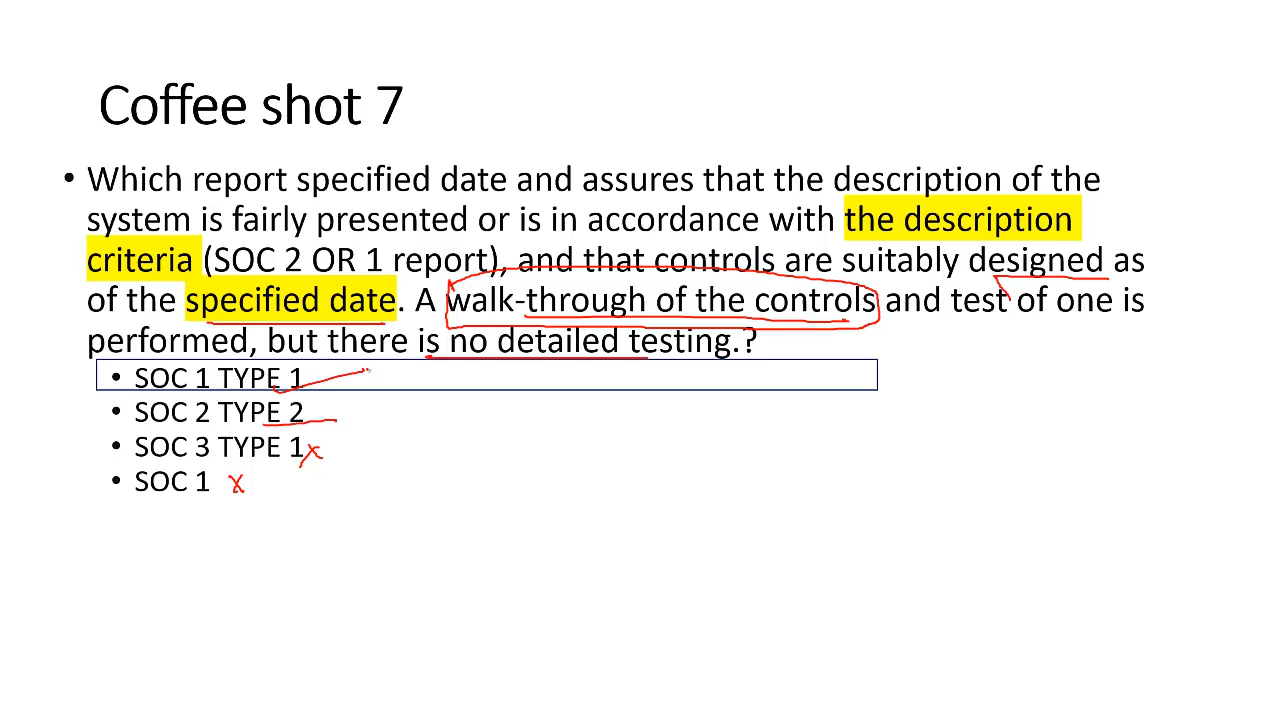 Coffee shot 7
• Which report specified date and assures that the description of the
system is fairly presented or is in accordance with the description
criteria (SOC 2 OR 1 report), and that controls are suitably designed as
of the specified date. A walk-through of the controls and test of one is
performed, but there is no detailed testing.?
• SOC 1 TYPE 1
• SOC 2 TYPE 2
• SOC 3 TYPE 1 x
• SOC 1 x